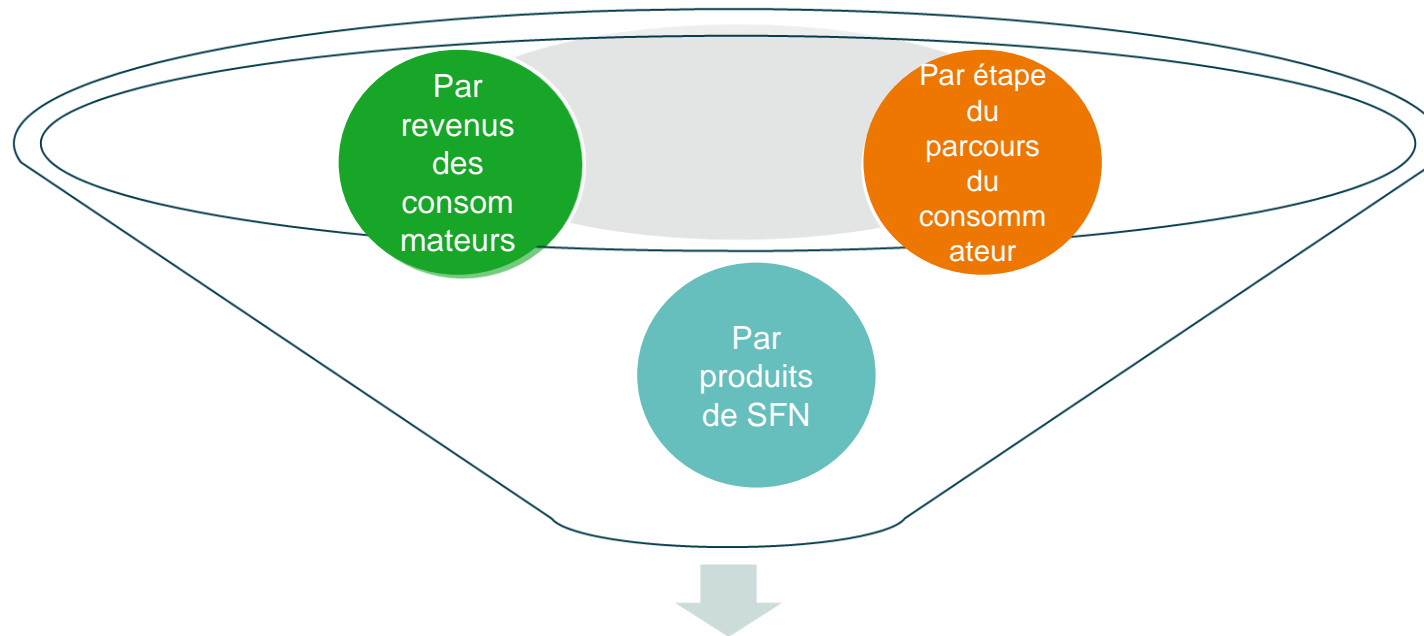 Par
revenus
des
consom
mateurs
Par étape
du
parcours
du
consomm
ateur
Par
produits
de SFN